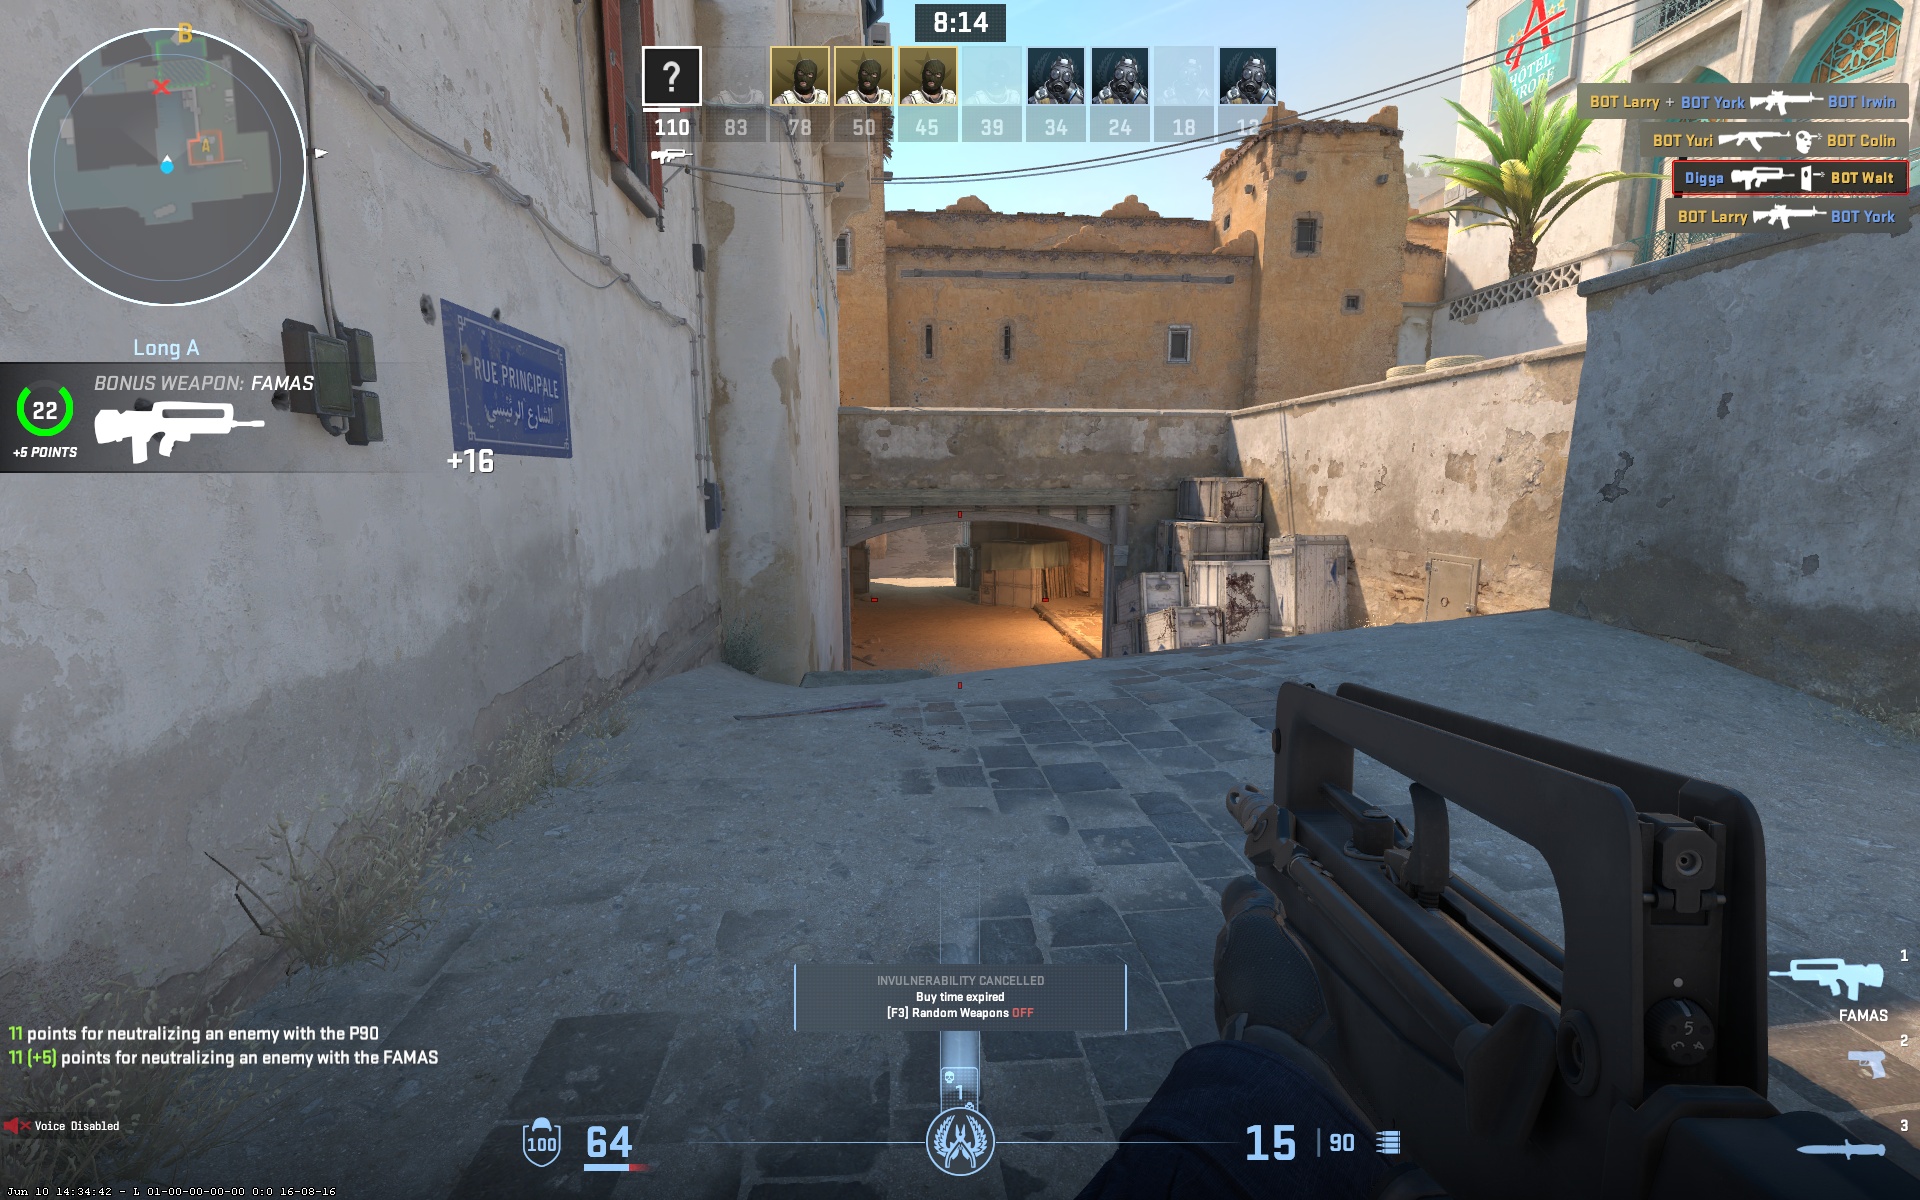 8:14
B
?
110 83 78 50 45 39 34 24 18 12
A
HÔTEL
BOT Larry + BOT York BOT Irwin
BOT Yuri BOT Colin
Digga BOT Walt
BOT Larry BOT York
A
Long A
BONUS WEAPON: FAMAS
22
+5 POINTS
RUE PRINCIPALE
الشارع الرئيسي
+16
INVULNERABILITY CANCELLED
Buy time expired
[F3] Random Weapons OFF
1
FAMAS
2
3
5
11 points for neutralizing an enemy with the P90
11 (+5) points for neutralizing an enemy with the FAMAS
Voice Disabled
100 64
1
15 | 90
Jun 10 14:34:42 - L 01-00-00-00-00 0:0 16-08-16